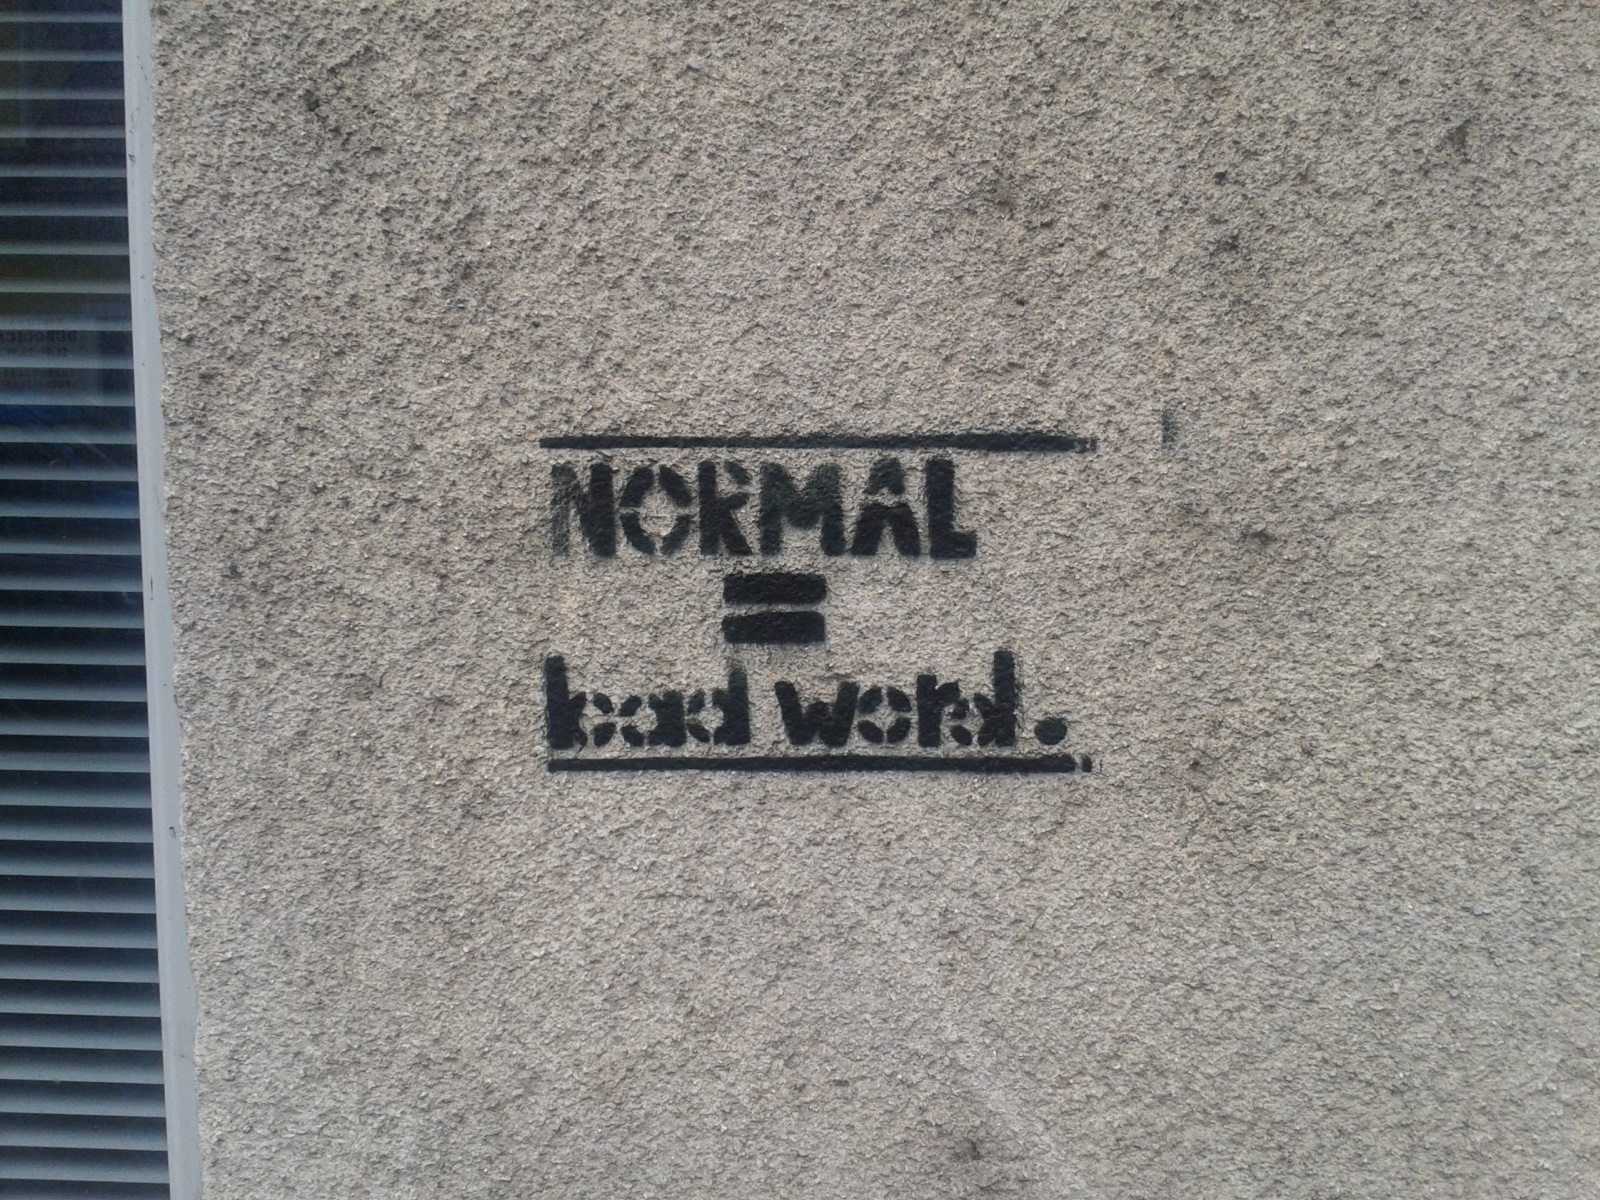 NORMAL
=
bad word.